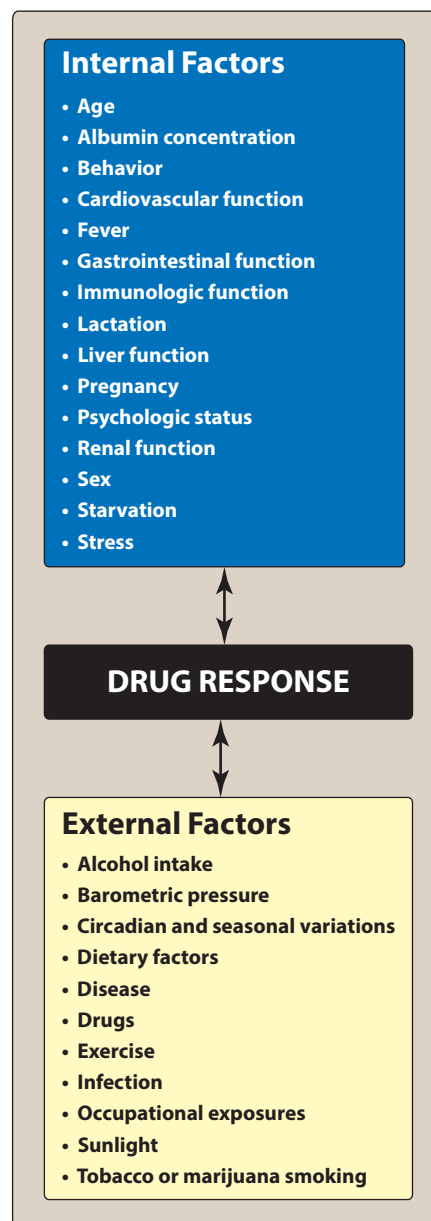 Internal Factors
• Age
• Albumin concentration
• Behavior
• Cardiovascular function
• Fever
• Gastrointestinal function
• Immunologic function
• Lactation
• Liver function
• Pregnancy
• Psychologic status
• Renal function
• Sex
• Starvation
• Stress
DRUG RESPONSE
External Factors
• Alcohol intake
• Barometric pressure
• Circadian and seasonal variations
• Dietary factors
• Disease
• Drugs
• Exercise
• Infection
• Occupational exposures
• Sunlight
• Tobacco or marijuana smoking